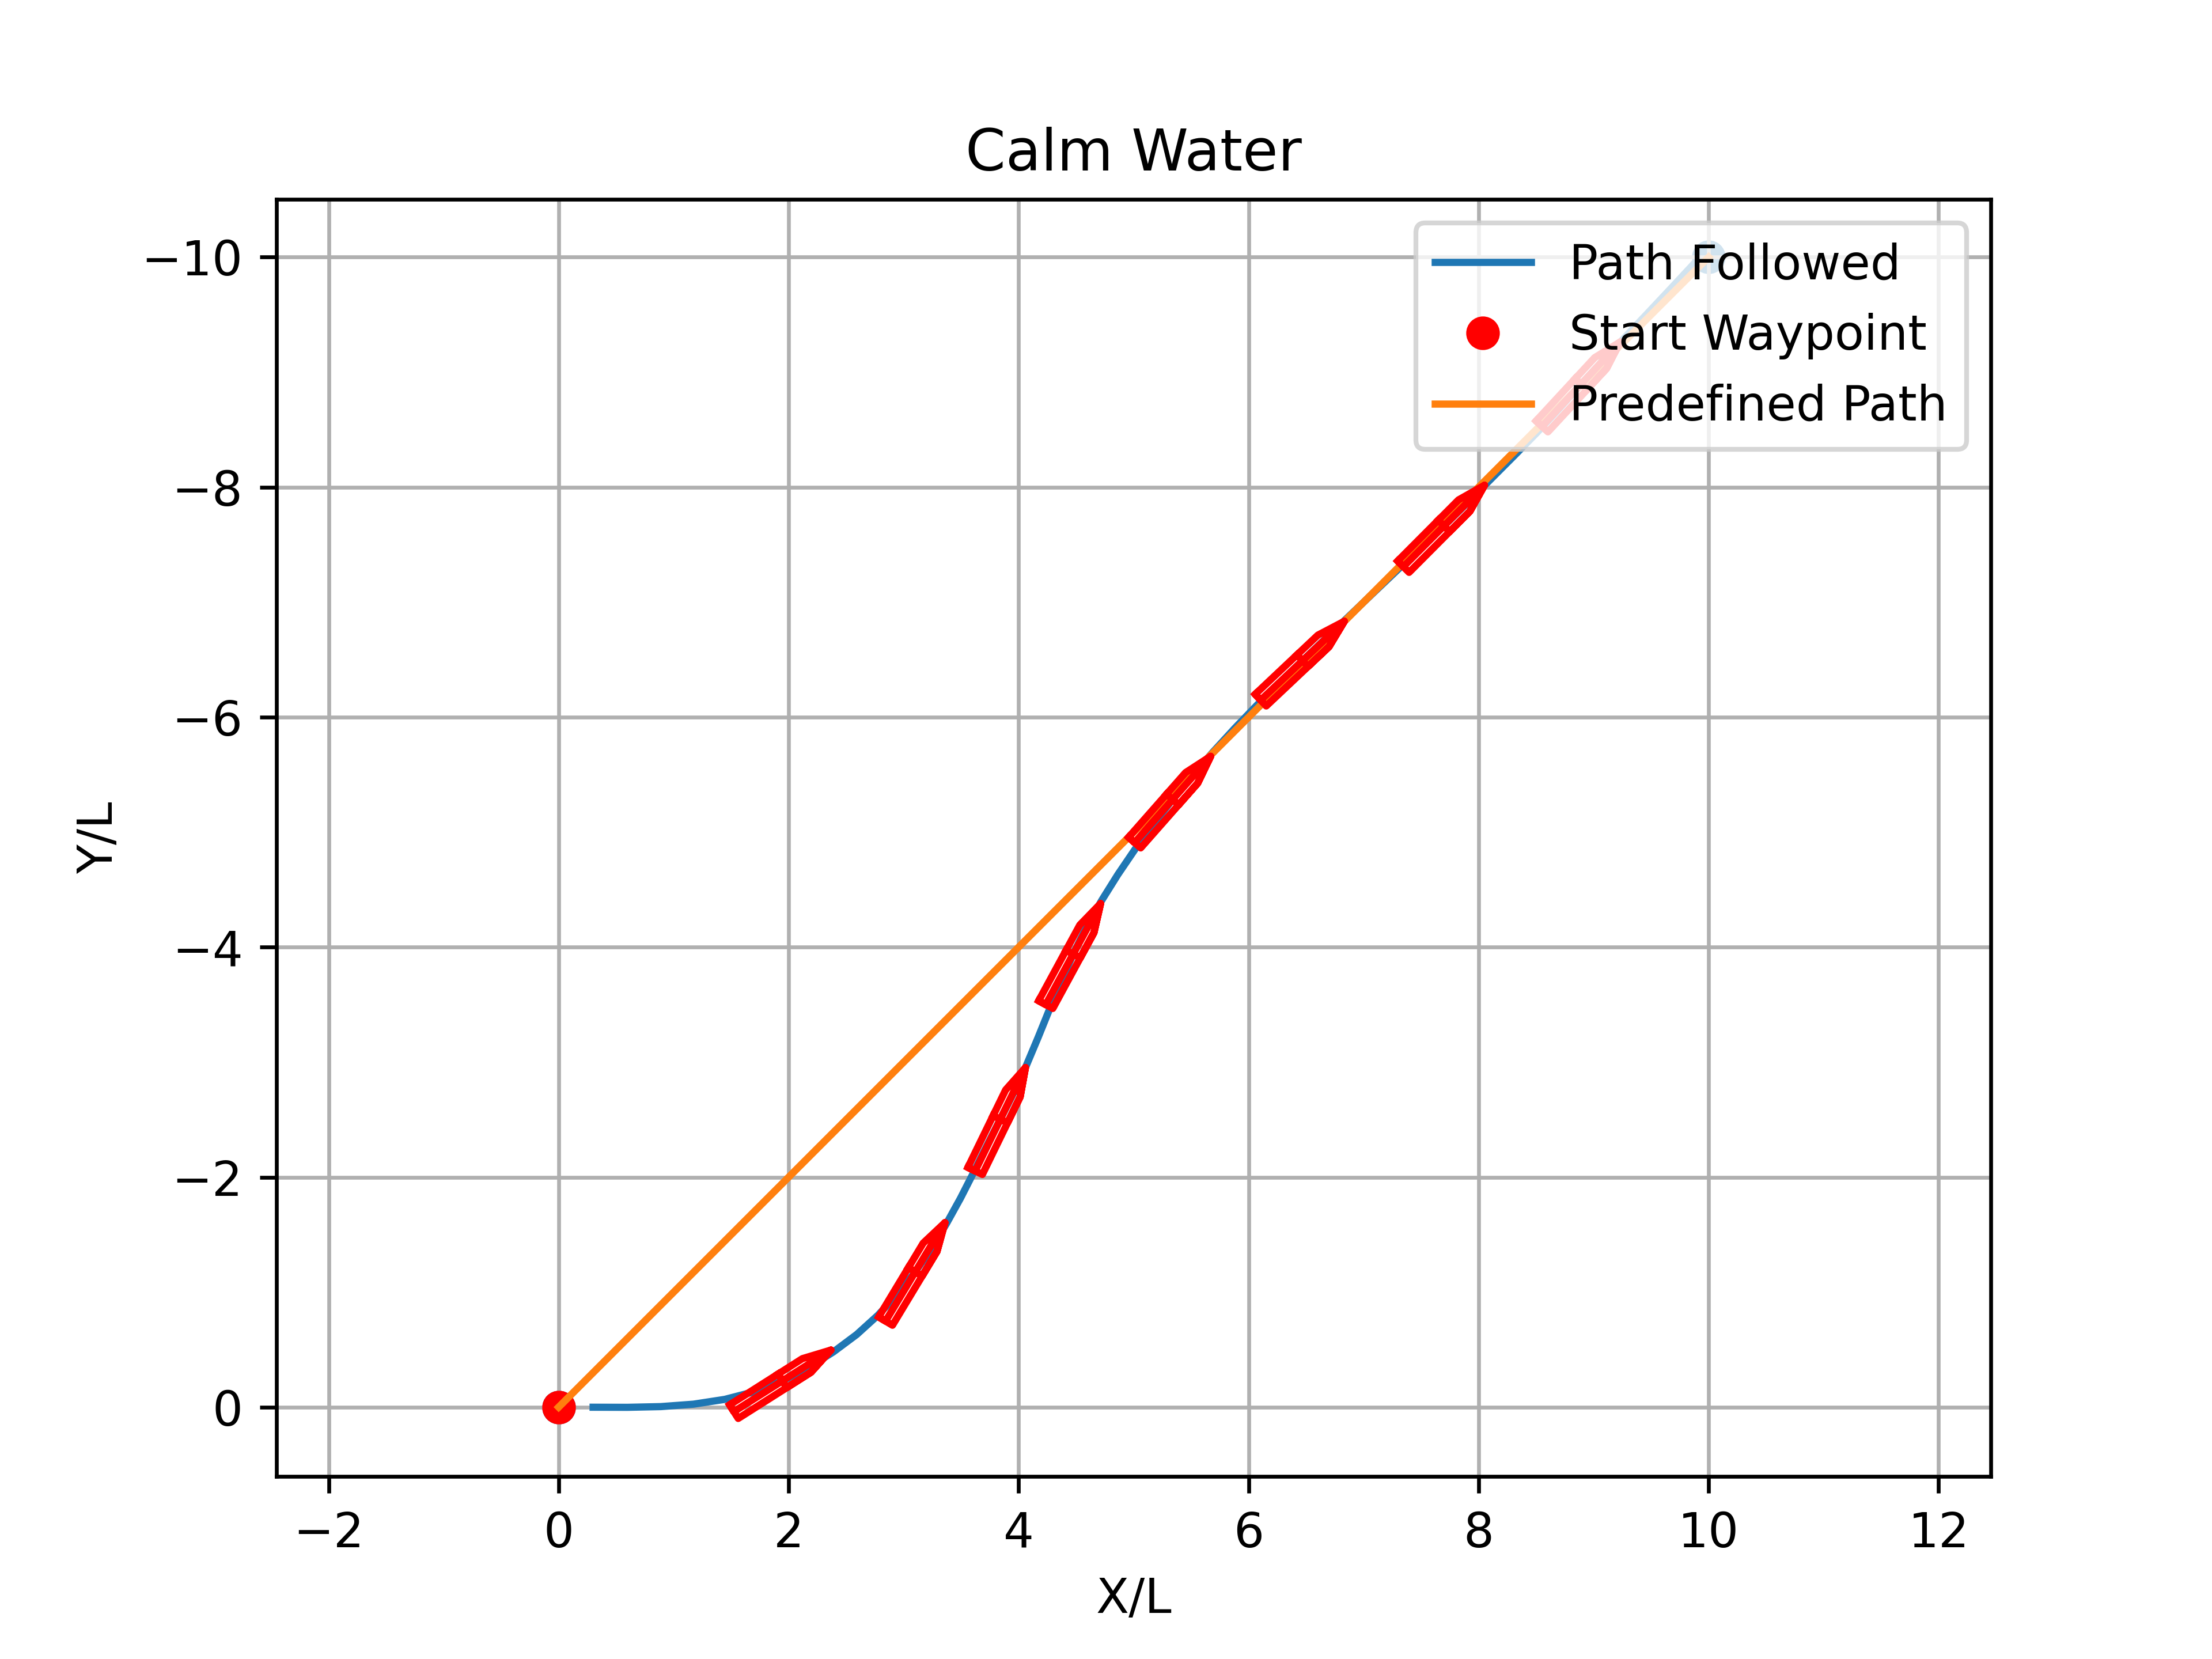 Calm Water
Path Followed
Start Waypoint
Predefined Path
−10
−8
−6
−4
−2
0
Y/L
−2 0 2 4 6 8 10 12
X/L